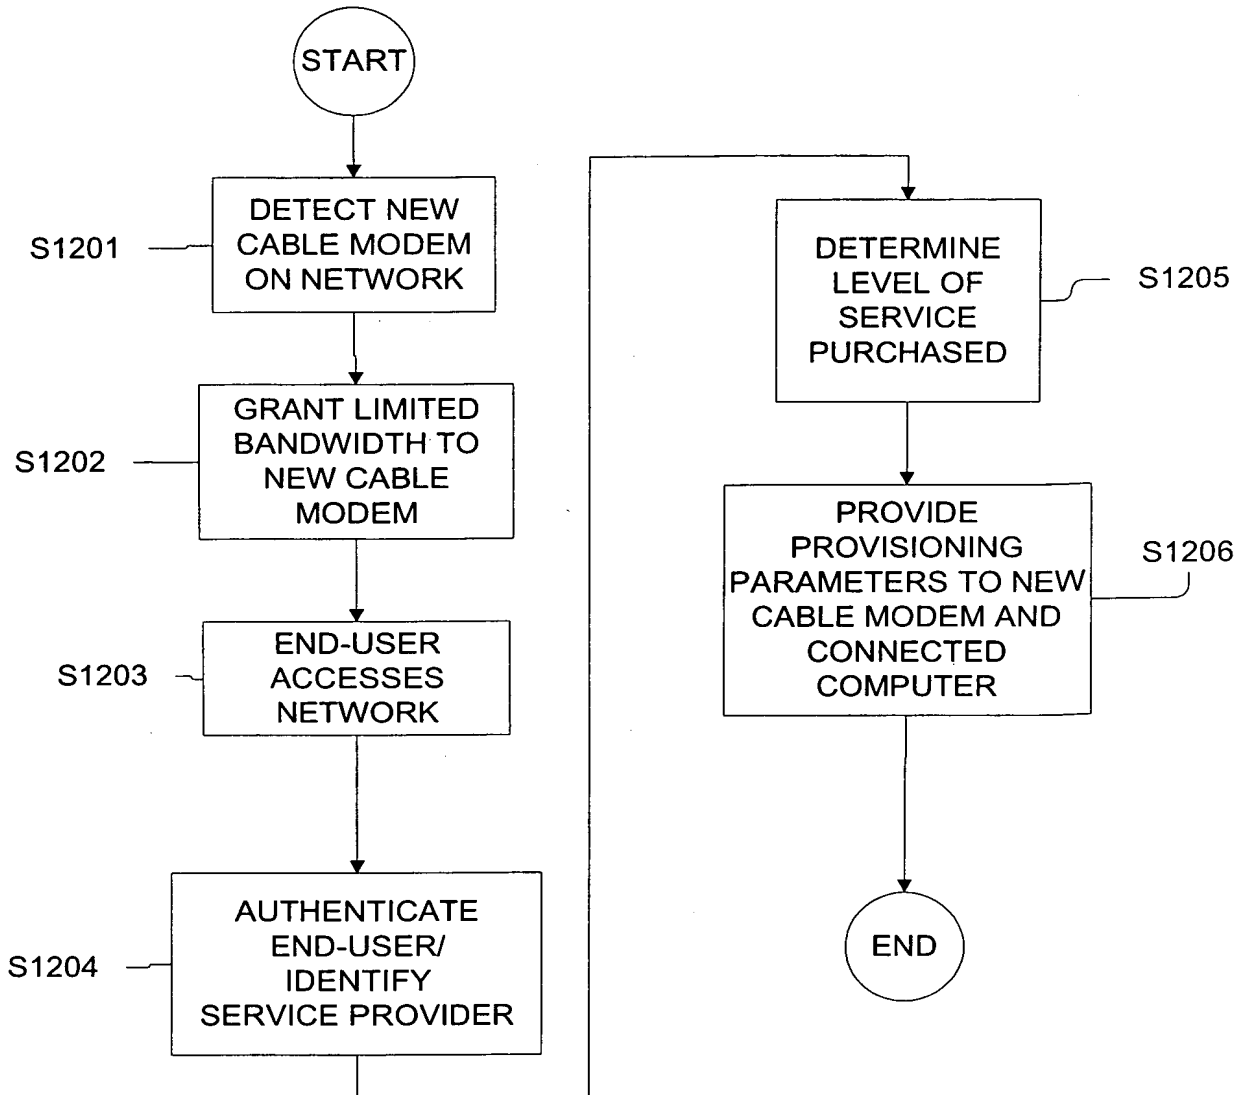 START
S1201
DETECT NEW
CABLE MODEM
ON NETWORK
S1202
GRANT LIMITED
BANDWIDTH TO
NEW CABLE
MODEM
S1203
END-USER
ACCESSES
NETWORK
S1204
AUTHENTICATE
END-USER/
IDENTIFY
SERVICE PROVIDER
DETERMINE
LEVEL OF
SERVICE
PURCHASED
S1205
PROVIDE
PROVISIONING
PARAMETERS TO NEW
CABLE MODEM AND
CONNECTED
COMPUTER
S1206
END